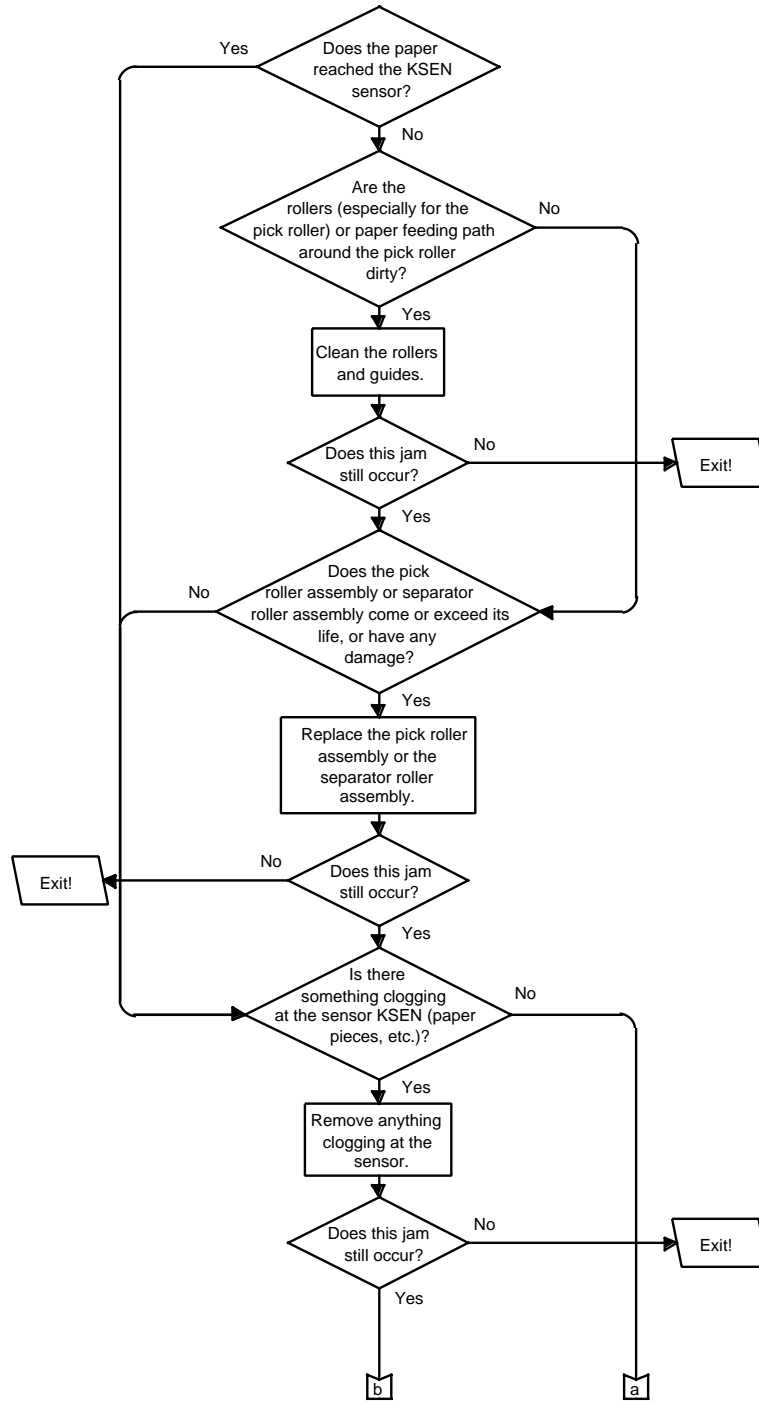 Yes
Does the paper
reached the KSEN
sensor?
No
Are the
rollers (especially for the
pick roller) or paper feeding path
around the pick roller
dirty?
No
Yes
Clean the rollers
and guides.
Does this jam
still occur?
No
Exit!
Yes
Does the pick
roller assembly or separator
roller assembly come or exceed its
life, or have any
damage?
No
Yes
Replace the pick roller
assembly or the
separator roller
assembly.
No
Exit!
Does this jam
still occur?
Yes
Is there
something clogging
at the sensor KSEN (paper
pieces, etc.)?
No
Yes
Remove anything
clogging at the
sensor.
Does this jam
still occur?
No
Exit!
Yes
b
a